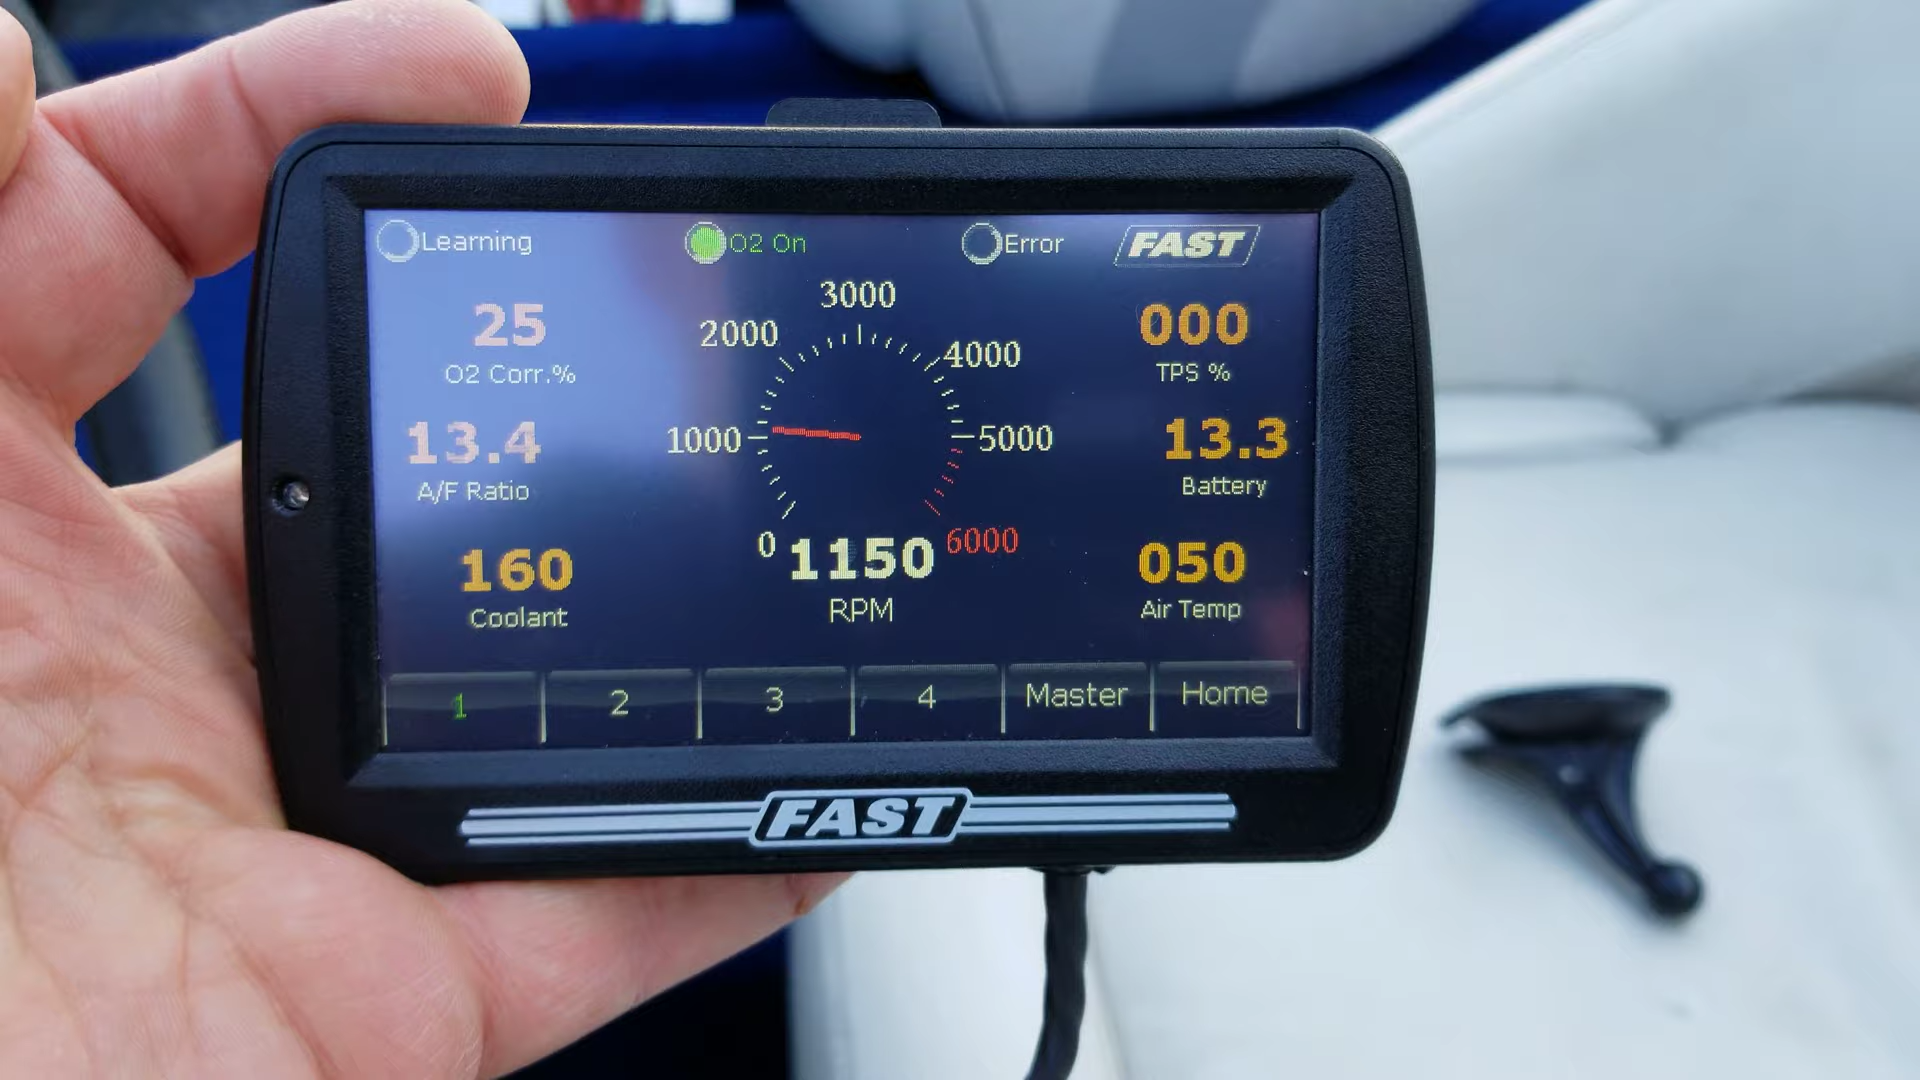 Learning
O2 On
Error
FAST
25
O2 Corr.%
13.4
A/F Ratio
160
Coolant
0
1000
2000
3000
4000
5000
6000
1150
RPM
000
TPS %
13.3
Battery
050
Air Temp
1
2
3
4
Master
Home
FAST